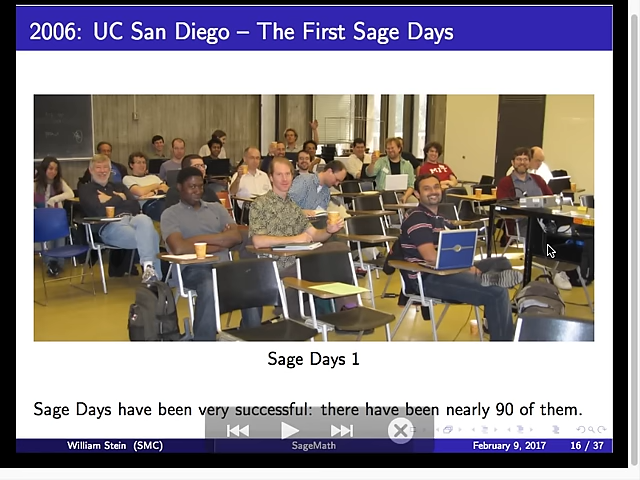 2006: UC San Diego – The First Sage Days
MIT
Sage Days 1
Sage Days have been very successful: there have been nearly 90 of them.
William Stein (SMC)
SageMath
February 9, 2017
16 / 37